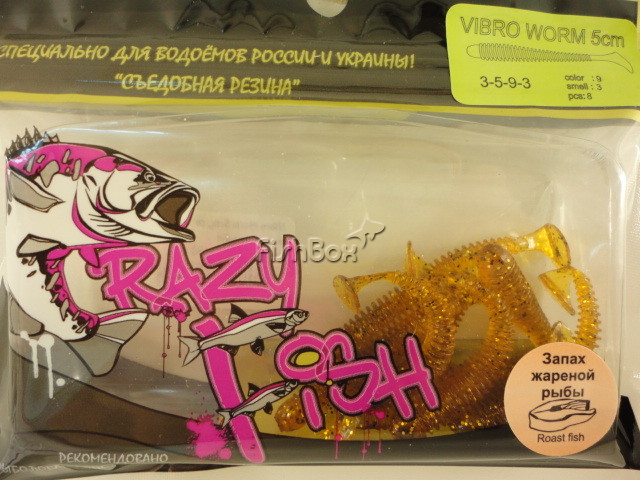 СПЕЦИАЛЬНО ДЛЯ ВОДОЁМОВ РОССИИ И УКРАИНЫ!
"СЪЕДОБНАЯ РЕЗИНА"
VIBRO WORM 5cm
3-5-9-3
color : 9
smell : 3
pcs: 8
FishBox
RAZY
FISH
Запах
жареной
рыбы
Roast fish
РЕКОМЕНДОВАНО